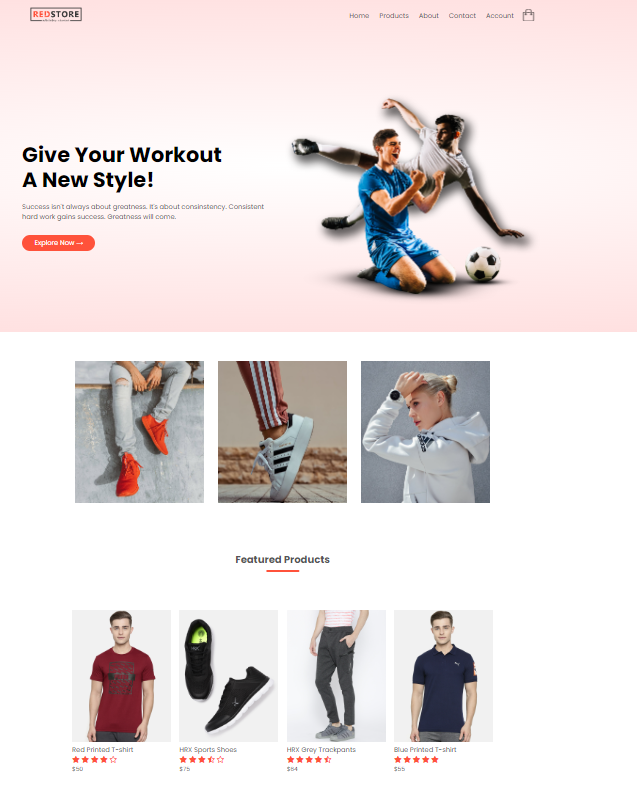 REDSTORE
Home Products About Contact Account
Give Your Workout
A New Style!
Success isn't always about greatness. It's about consinstency. Consistent
hard work gains success. Greatness will come.
Explore Now →
Featured Products
HRX
Red Printed T-shirt
HRX Sports Shoes
HRX Grey Trackpants
Blue Printed T-shirt
$50
$75
$64
$55